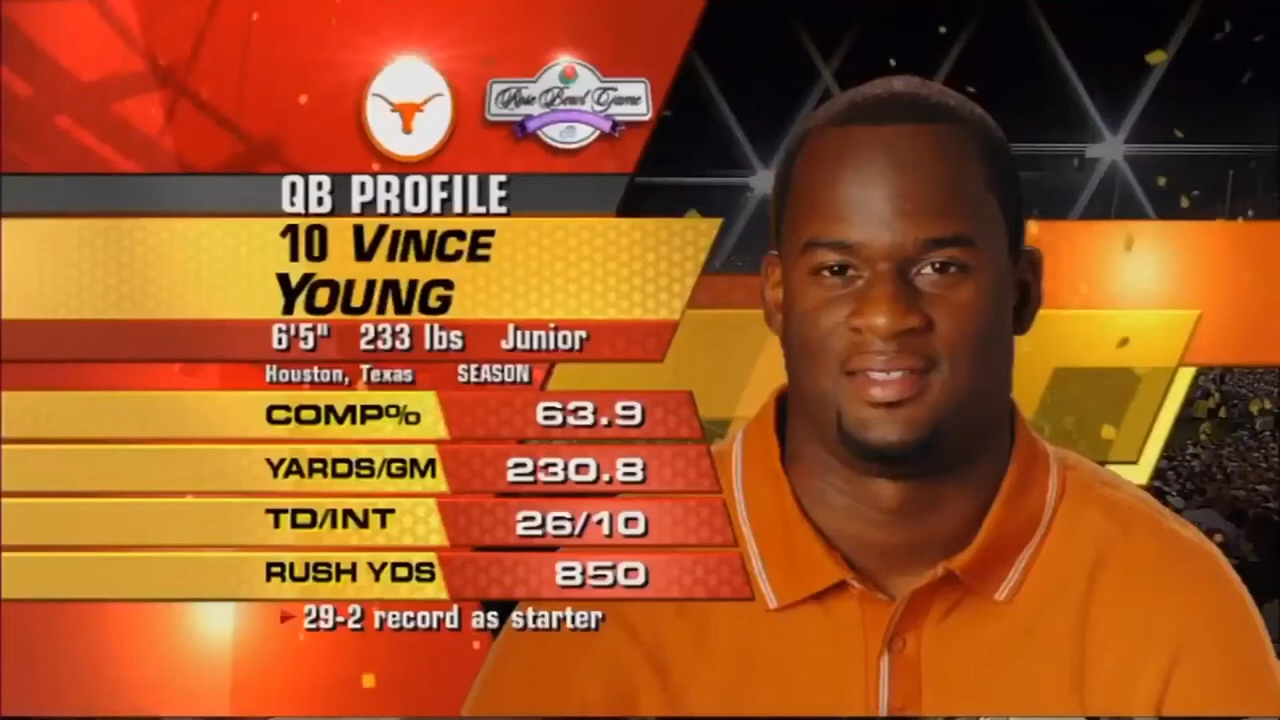 Rose Bowl Game
QB PROFILE
10 VINCE
YOUNG
6'5" 233 lbs Junior
Houston, Texas SEASON
COMP% 63.9
YARDS/GM 230.8
TD/INT 26/10
RUSH YDS 850
29-2 record as starter